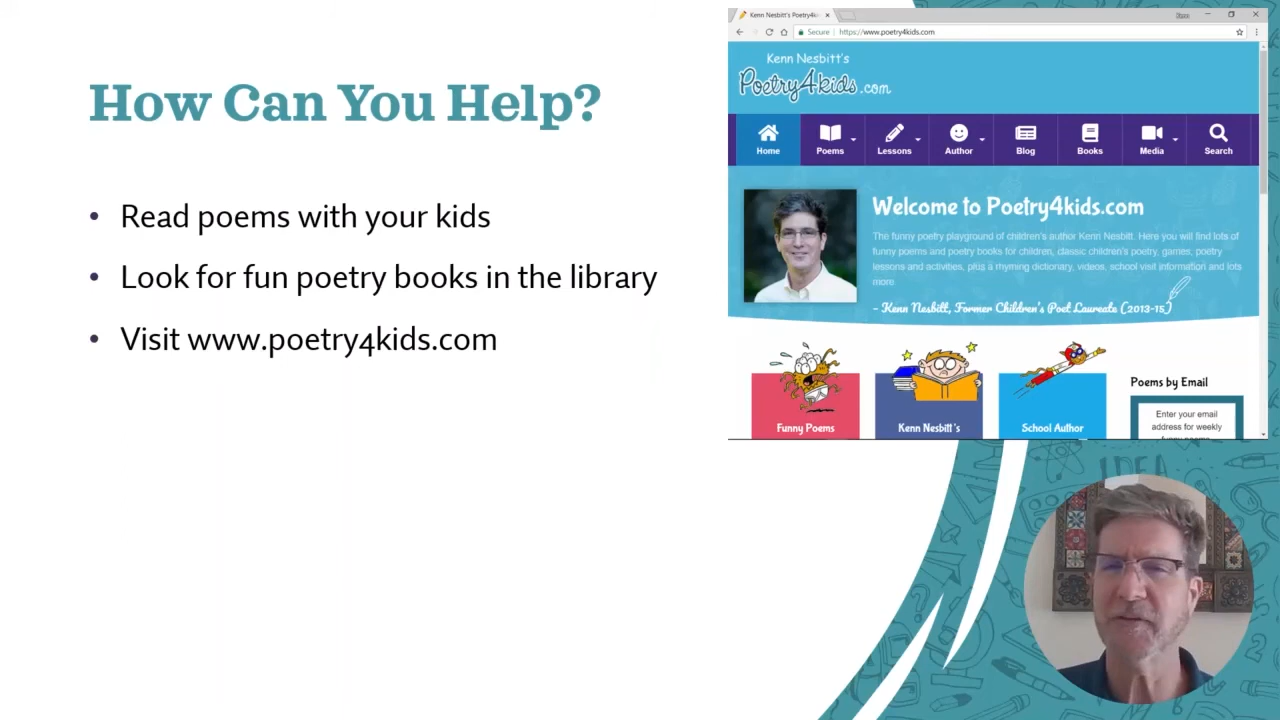 How Can You Help?
• Read poems with your kids
• Look for fun poetry books in the library
• Visit www.poetry4kids.com
Kenn Nesbitt's Poetry4k
Secure
https://www.poetry4kids.com
Kenn Nesbitt's
Poetry4kids.com
Home
Poems
Lessons
Author
Blog
Books
Media
Search
Welcome to Poetry4kids.com
The funny poetry playground of children's author Kenn Nesbitt. Here you will find lots
of funny poems and poetry books for children, classic children's poetry, games, poetry
lessons and activities, plus a rhyming dictionary, videos, school visit information and lots
more.
- Kenn Nesbitt, Former Children's Poet Laureate (2013-15)
Funny Poems
Kenn Nesbitt's
School Author
Poems by Email
Enter your email
address for weekly
funny poems
IDEA